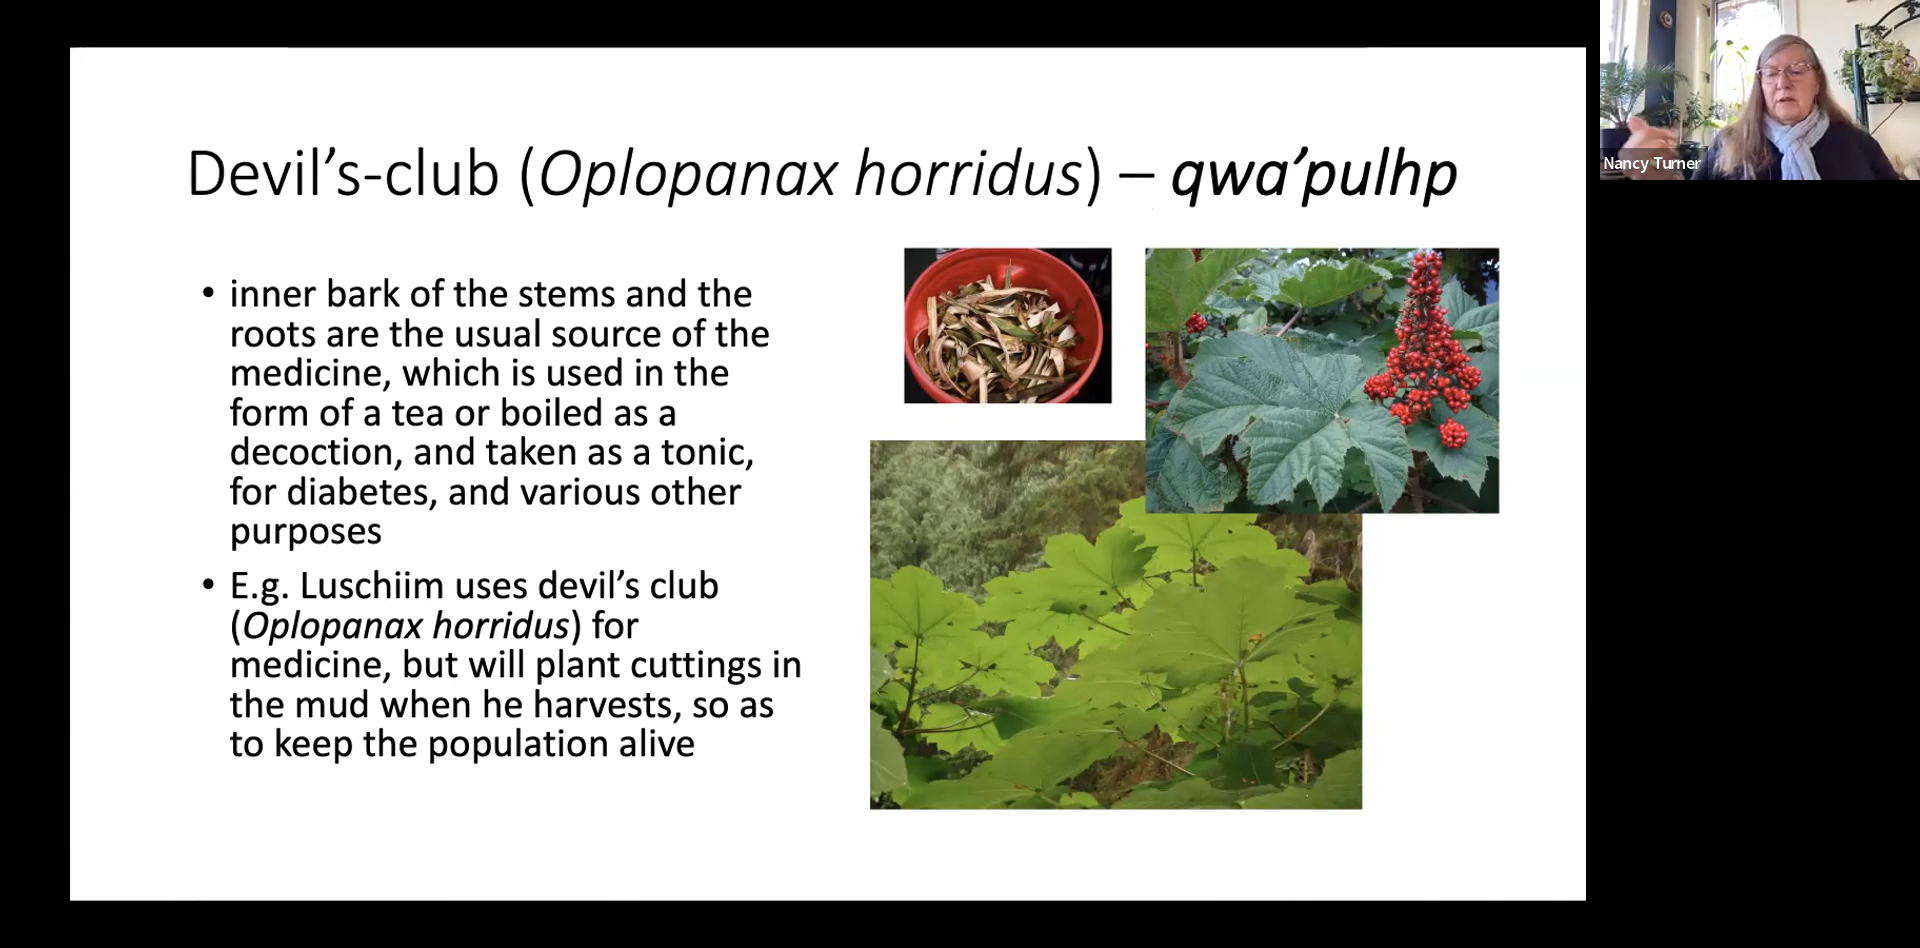 Devil’s-club (Oplopanax horridus) – qwa’pulhp
• inner bark of the stems and the
roots are the usual source of the
medicine, which is used in the
form of a tea or boiled as a
decoction, and taken as a tonic,
for diabetes, and various other
purposes
• E.g. Luschiim uses devil’s club
(Oplopanax horridus) for
medicine, but will plant cuttings in
the mud when he harvests, so as
to keep the population alive
Nancy Turner